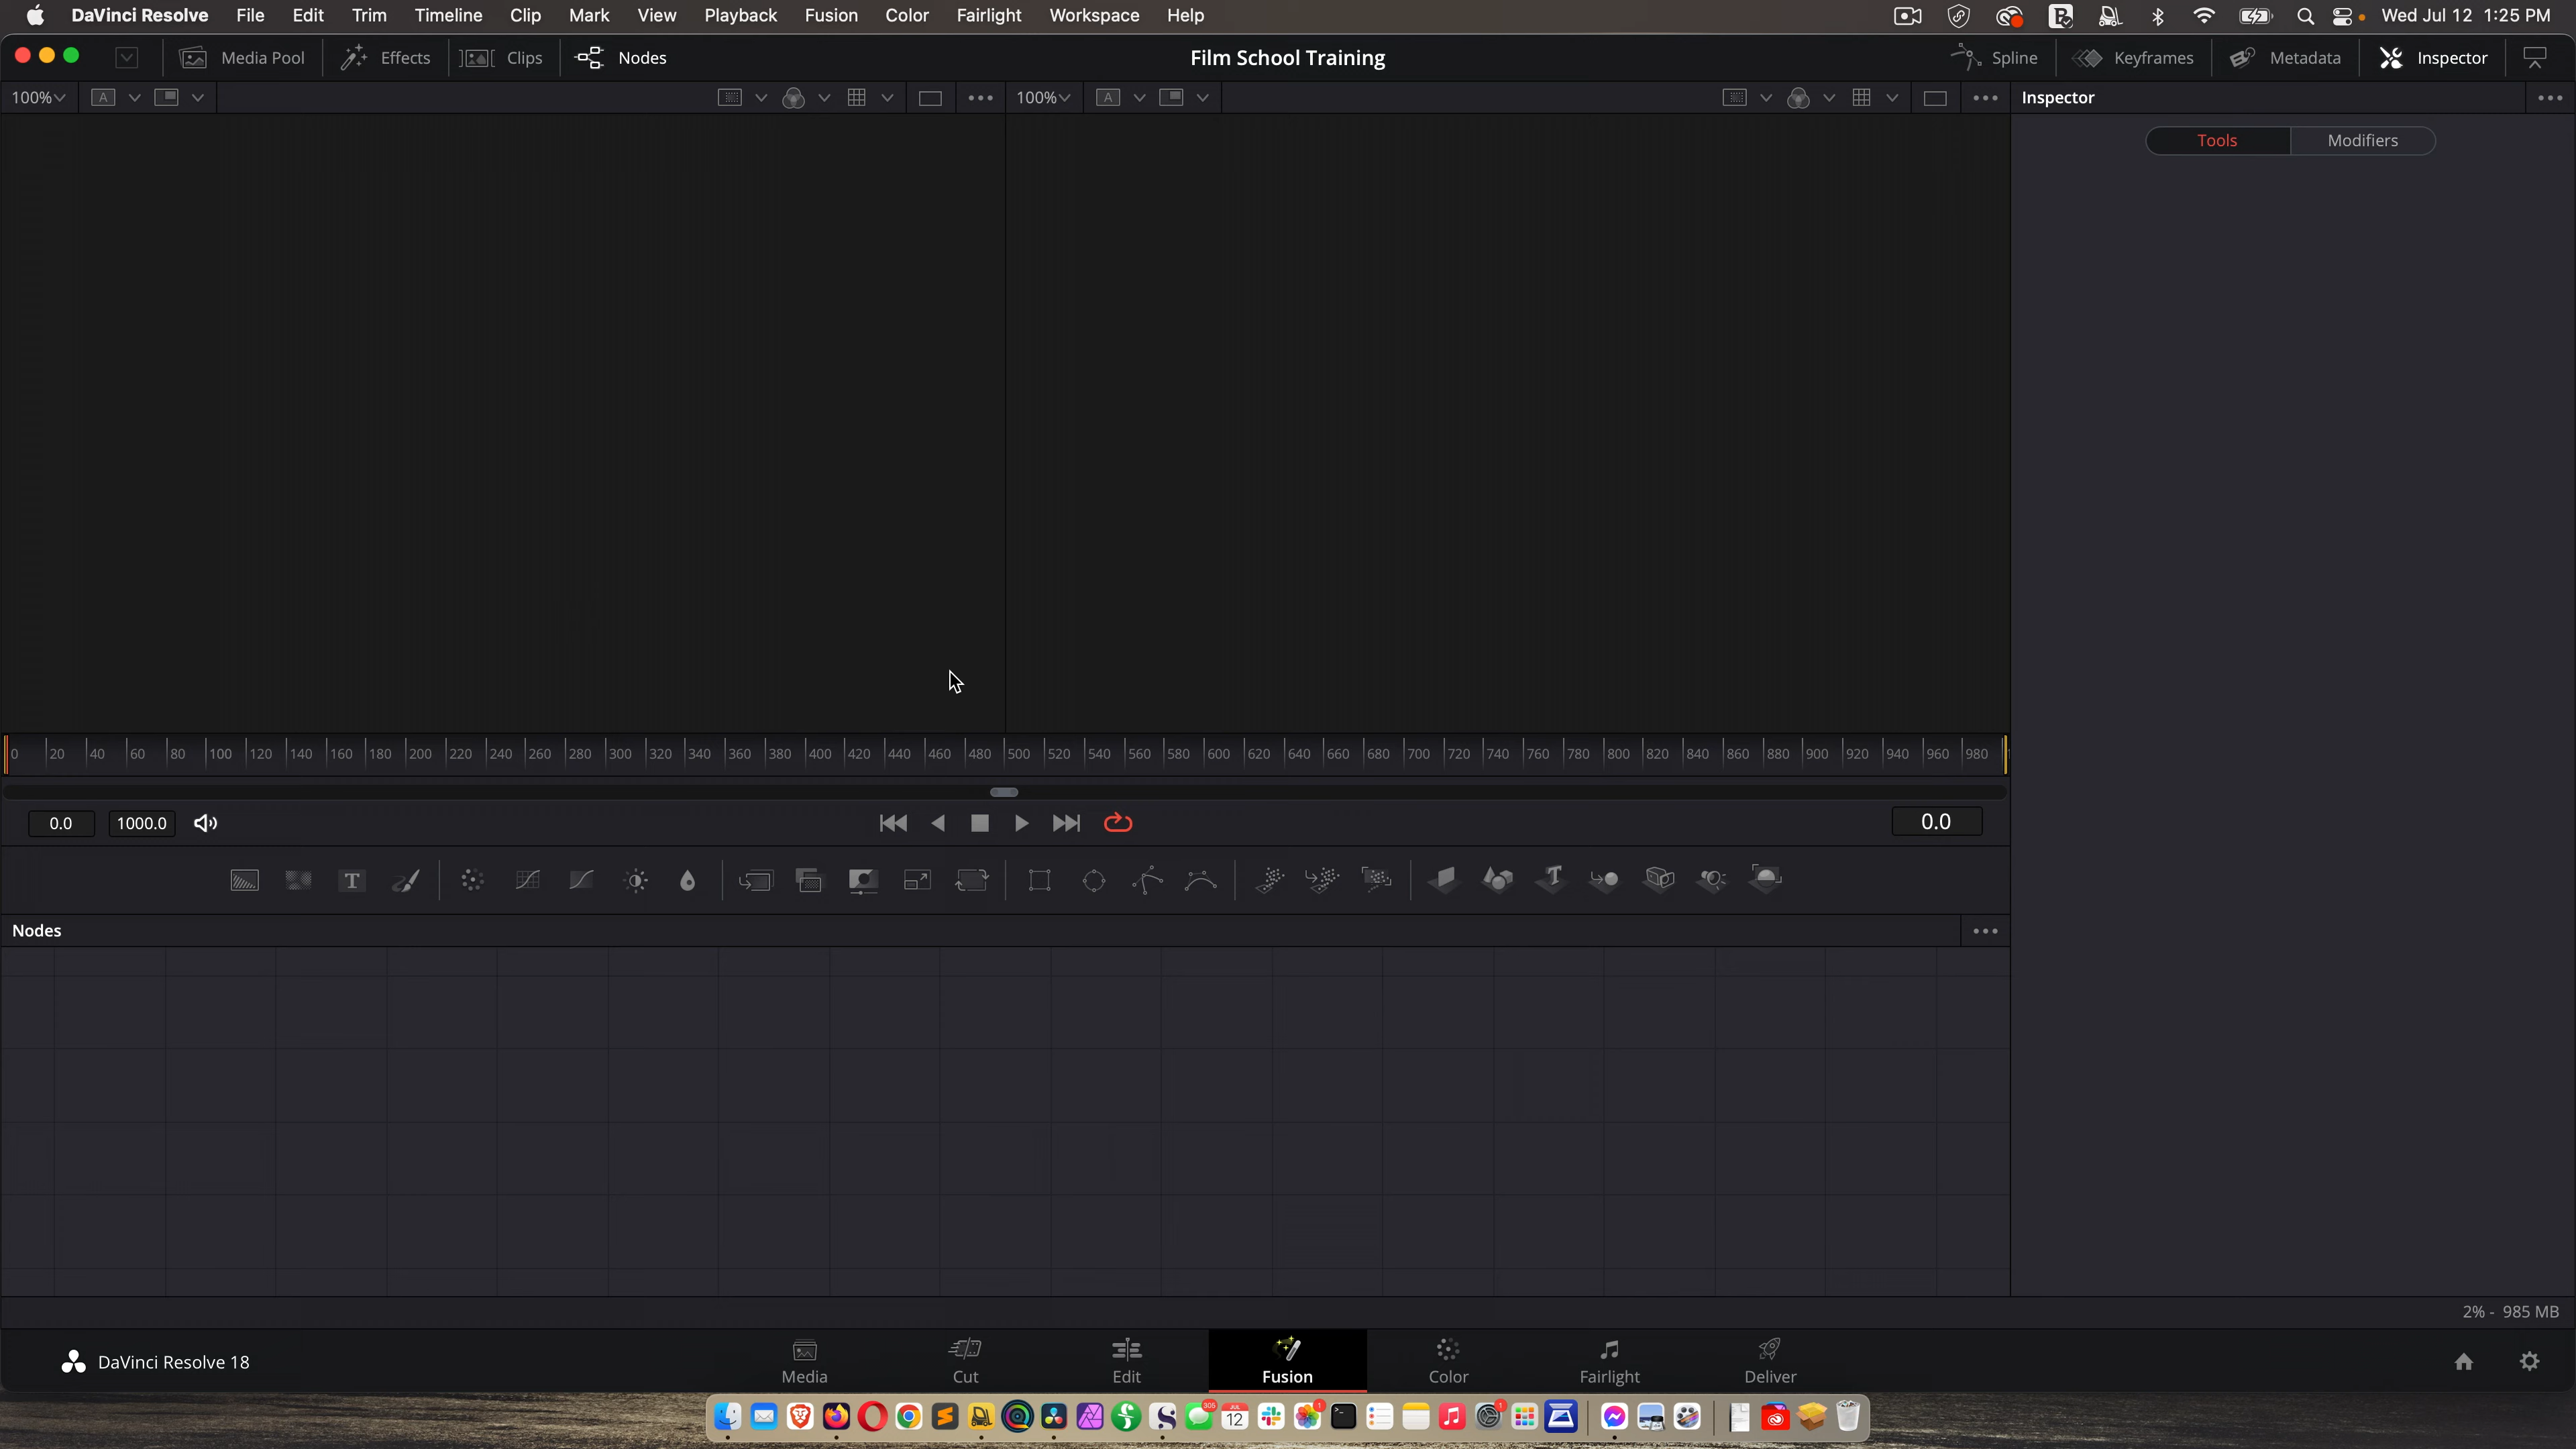 DaVinci Resolve File Edit Trim Timeline Clip Mark View Playback Fusion Color Fairlight Workspace Help Wed Jul 12 1:25 PM
Media Pool Effects Clips Nodes Film School Training Spline Keyframes Metadata Inspector
100% A 100% A Inspector
Tools Modifiers
0 20 40 60 80 100 120 140 160 180 200 220 240 260 280 300 320 340 360 380 400 420 440 460 480 500 520 540 560 580 600 620 640 660 680 700 720 740 760 780 800 820 840 860 880 900 920 940 960 980
0.0 1000.0 0.0
T
Nodes
2% - 985 MB
DaVinci Resolve 18 Media Cut Edit Fusion Color Fairlight Deliver
305 JUL 12 1 1